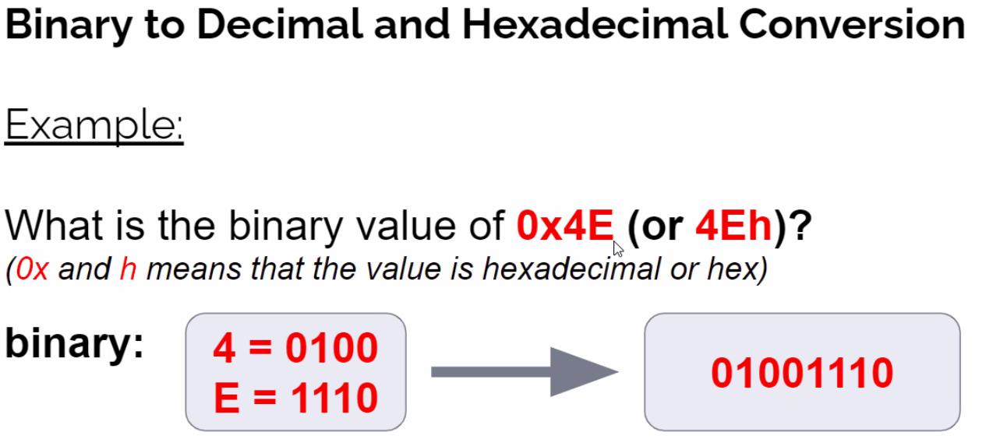 Binary to Decimal and Hexadecimal Conversion
Example:
What is the binary value of 0x4E (or 4Eh)?
(0x and h means that the value is hexadecimal or hex)
binary:
4 = 0100
E = 1110
01001110